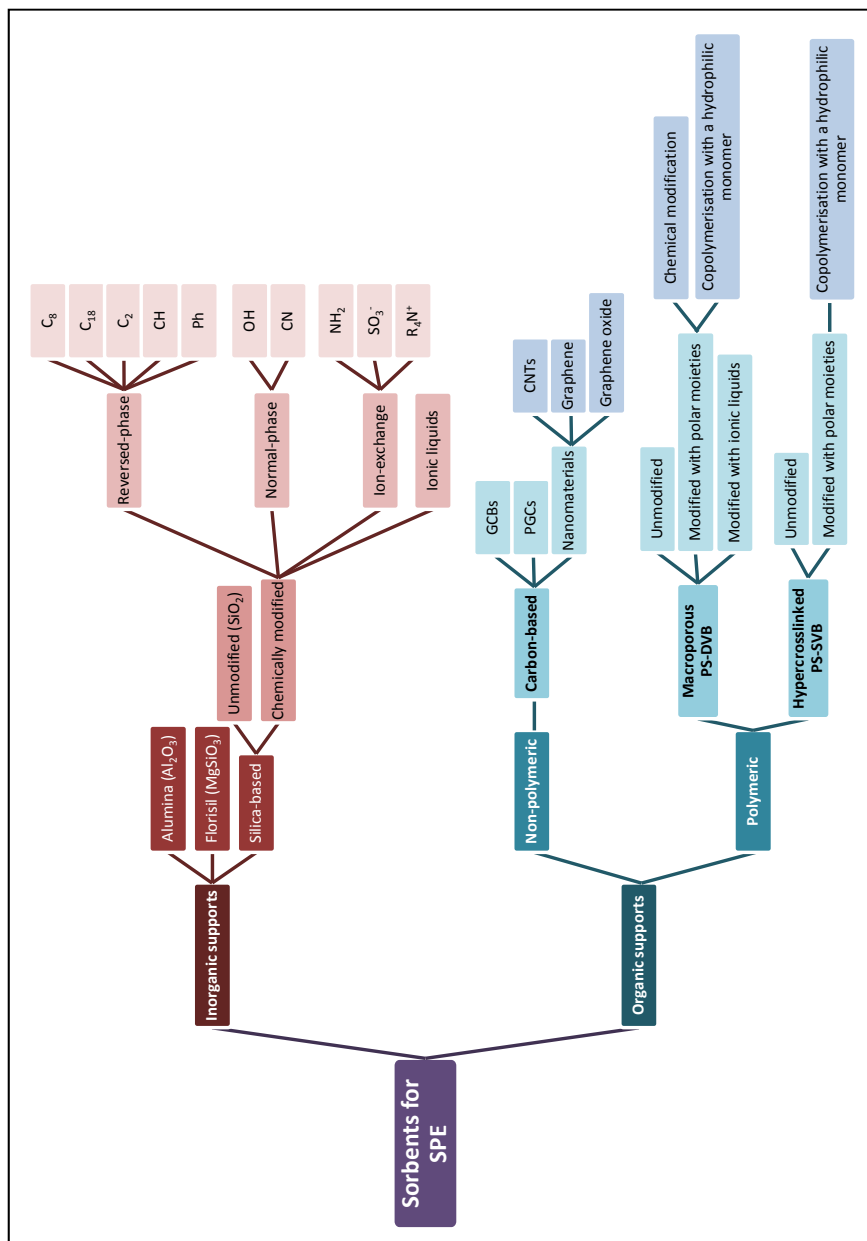 Sorbents for
SPE
Inorganic supports
Alumina (Al₂O₃)
Florisil (MgSiO₃)
Silica-based
Unmodified (SiO₂)
Chemically modified
Reversed-phase
C₈
C₁₈
C₂
CH
Ph
Normal-phase
OH
CN
Ion-exchange
NH₂
SO₃⁻
R₄N⁺
Ionic liquids
Organic supports
Non-polymeric
Carbon-based
GCBs
PGCs
Nanomaterials
CNTs
Graphene
Graphene oxide
Polymeric
Macroporous
PS-DVB
Unmodified
Modified with polar moieties
Chemical modification
Copolymerisation with a hydrophilic
monomer
Modified with ionic liquids
Hypercrosslinked
PS-SVB
Unmodified
Modified with polar moieties
Copolymerisation with a hydrophilic
monomer